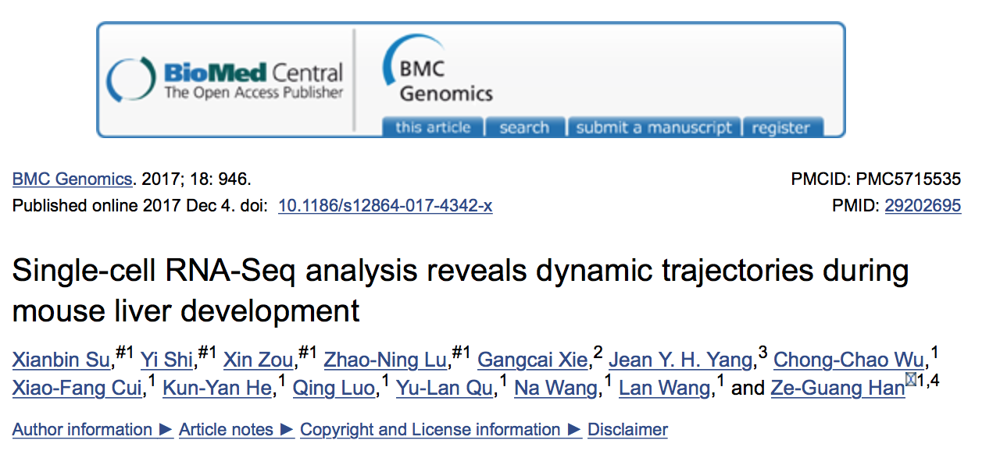 BioMed Central
The Open Access Publisher
BMC
Genomics
this article search submit a manuscript register
BMC Genomics. 2017; 18: 946. PMCID: PMC5715535
Published online 2017 Dec 4. doi: 10.1186/s12864-017-4342-x PMID: 29202695
Single-cell RNA-Seq analysis reveals dynamic trajectories during
mouse liver development
Xianbin Su,#1 Yi Shi,#1 Xin Zou,#1 Zhao-Ning Lu,#1 Gangcai Xie,2 Jean Y. H. Yang,3 Chong-Chao Wu,1
Xiao-Fang Cui,1 Kun-Yan He,1 Qing Luo,1 Yu-Lan Qu,1 Na Wang,1 Lan Wang,1 and Ze-Guang Han1,4
Author information ► Article notes ► Copyright and License information ► Disclaimer